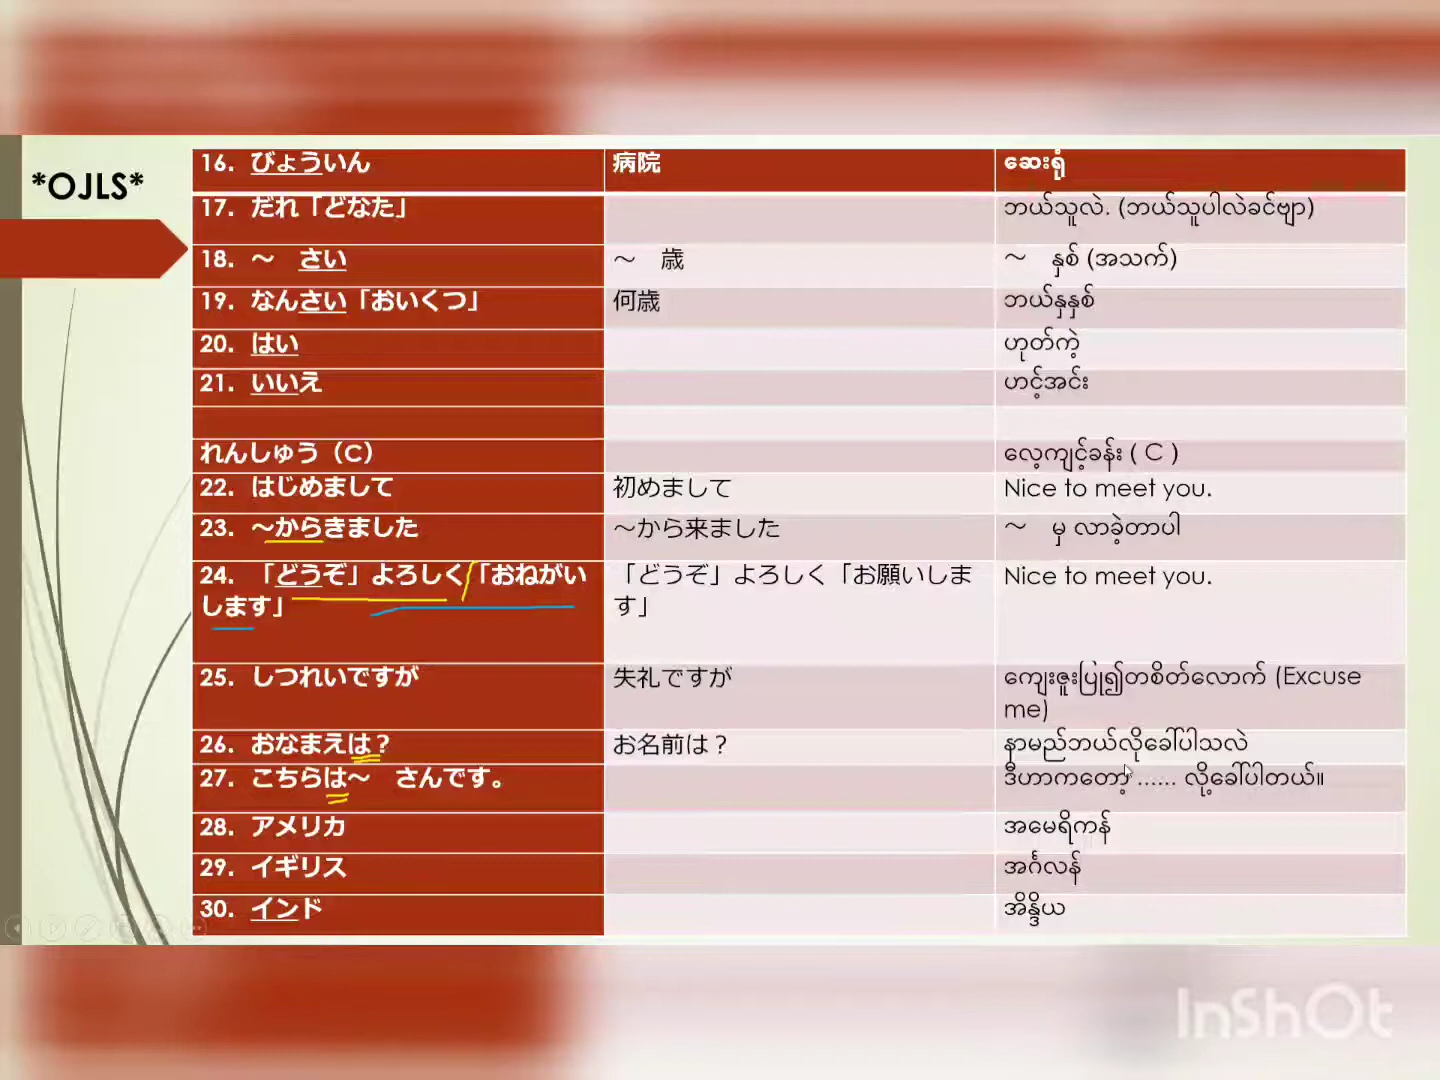 *OJLS*
16. びょういん 病院 ဆေးရုံ
17. だれ「どなた」 ဘယ်သူလဲ. (ဘယ်သူပါလဲခင်ဗျာ)
18. ～ さい ～ 歳 ～ နှစ် (အသက်)
19. なんさい「おいくつ」 何歳 ဘယ်နှနှစ်
20. はい ဟုတ်ကဲ့
21. いいえ ဟင့်အင်း
れんしゅう（C） လေ့ကျင့်ခန်း ( C )
22. はじめまして 初めまして Nice to meet you.
23. ～からきました ～から来ました ～ မှ လာခဲ့တာပါ
24. 「どうぞ」よろしく「おねがい 「どうぞ」よろしく「お願いしま Nice to meet you.
します」 す」
25. しつれいですが 失礼ですが ကျေးဇူးပြု၍တစိတ်လောက် (Excuse
me)
26. おなまえは？ お名前は？ နာမည်ဘယ်လိုခေါ်ပါသလဲ
27. こちらは～ さんです。 ဒီဟာကတော့ ...... လို့ခေါ်ပါတယ်။
28. アメリカ အမေရိကန်
29. イギリス အင်္ဂလန်
30. インド အိန္ဒိယ
InShOt